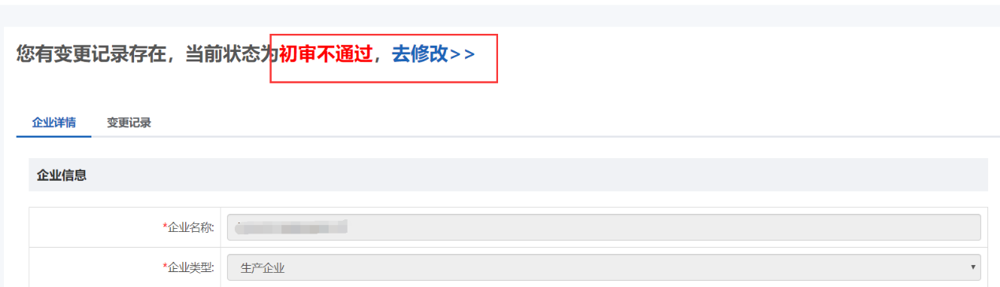 您有变更记录存在，当前状态为初审不通过，去修改>>
企业详情 变更记录
企业信息
*企业名称:
*企业类型: 生产企业